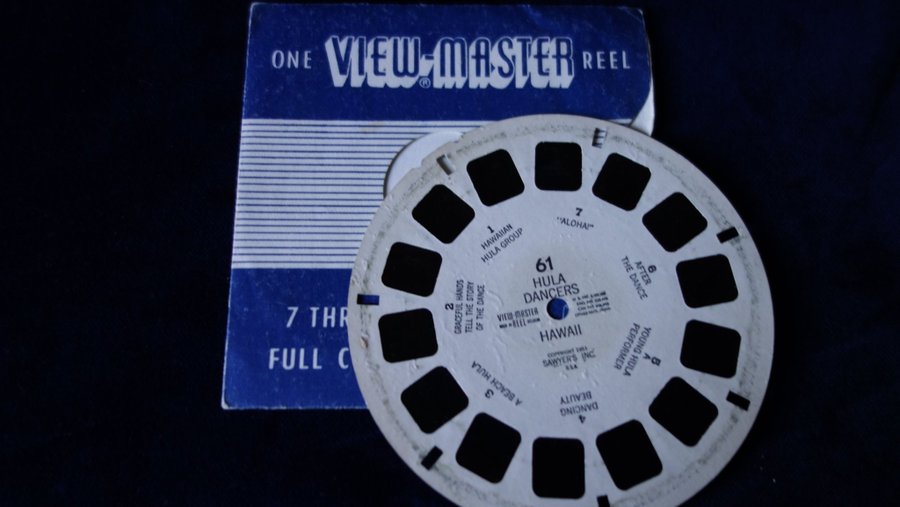 ONE VIEW-MASTER® REEL
7 THR
FULL C
61
HULA
DANCERS
VIEW-MASTER
REEL
HAWAII
SAWYER'S INC
U.S.A.
1
HAWAIIAN
HULA GROUP
2
GRACEFUL HANDS
TELL THE STORY
OF THE DANCE
3
A BEACH HULA
4
DANCING
BEAUTY
A
YOUNG HULA
PERFORMER
6
AFTER
THE DANCE
7
"ALOHA!"